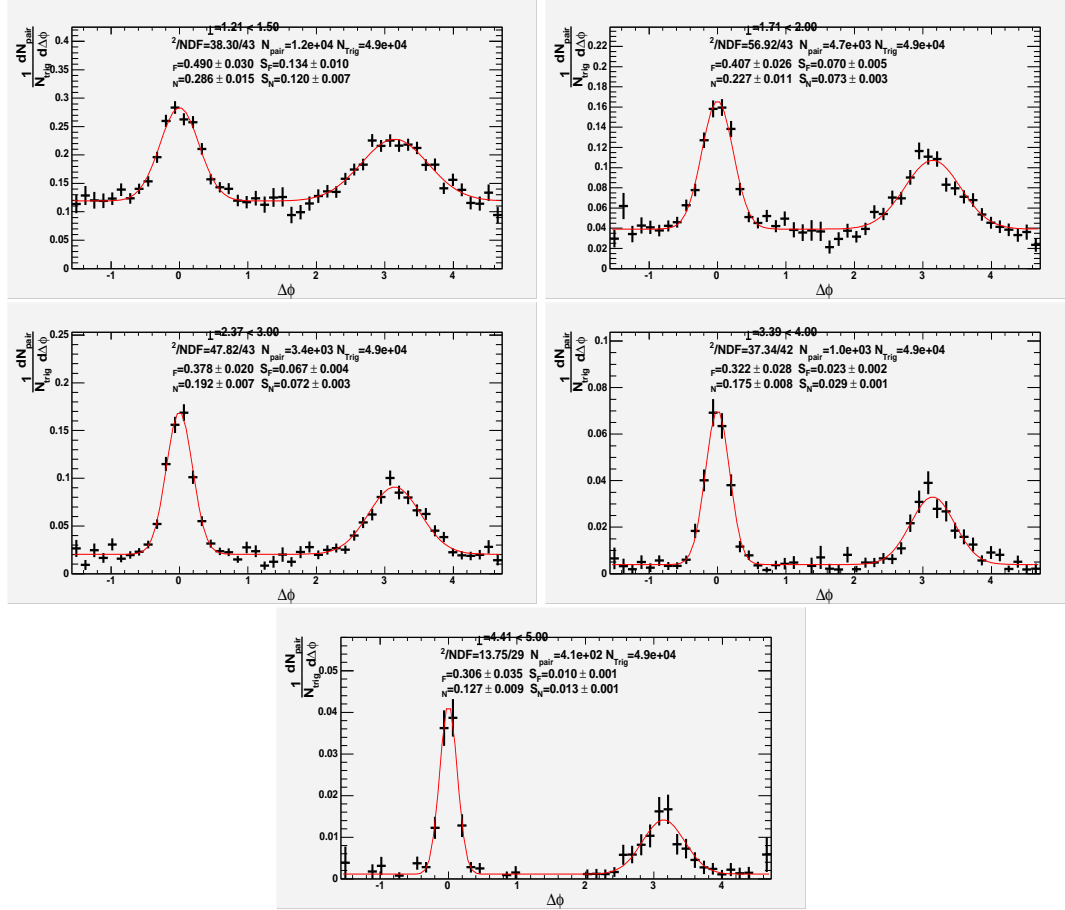 =1.21 < 1.50
²/NDF=38.30/43 N_pair=1.2e+04 N_Trig=4.9e+04
F=0.490 ± 0.030 S_F=0.134 ± 0.010
N=0.286 ± 0.015 S_N=0.120 ± 0.007
1 dN_pair
N_trig dΔϕ
0.4
0.35
0.3
0.25
0.2
0.15
0.1
0.05
0
-1 0 1 2 3 4
Δϕ
=1.71 < 2.00
²/NDF=56.92/43 N_pair=4.7e+03 N_Trig=4.9e+04
F=0.407 ± 0.026 S_F=0.070 ± 0.005
N=0.227 ± 0.011 S_N=0.073 ± 0.003
1 dN_pair
N_trig dΔϕ
0.22
0.2
0.18
0.16
0.14
0.12
0.1
0.08
0.06
0.04
0.02
0
-1 0 1 2 3 4
Δϕ
=2.37 < 3.00
²/NDF=47.82/43 N_pair=3.4e+03 N_Trig=4.9e+04
F=0.378 ± 0.020 S_F=0.067 ± 0.004
N=0.192 ± 0.007 S_N=0.072 ± 0.003
1 dN_pair
N_trig dΔϕ
0.25
0.2
0.15
0.1
0.05
0
-1 0 1 2 3 4
Δϕ
=3.39 < 4.00
²/NDF=37.34/42 N_pair=1.0e+03 N_Trig=4.9e+04
F=0.322 ± 0.028 S_F=0.023 ± 0.002
N=0.175 ± 0.008 S_N=0.029 ± 0.001
1 dN_pair
N_trig dΔϕ
0.1
0.08
0.06
0.04
0.02
0
-1 0 1 2 3 4
Δϕ
=4.41 < 5.00
²/NDF=13.75/29 N_pair=4.1e+02 N_Trig=4.9e+04
F=0.306 ± 0.035 S_F=0.010 ± 0.001
N=0.127 ± 0.009 S_N=0.013 ± 0.001
1 dN_pair
N_trig dΔϕ
0.05
0.04
0.03
0.02
0.01
0
-1 0 1 2 3 4
Δϕ